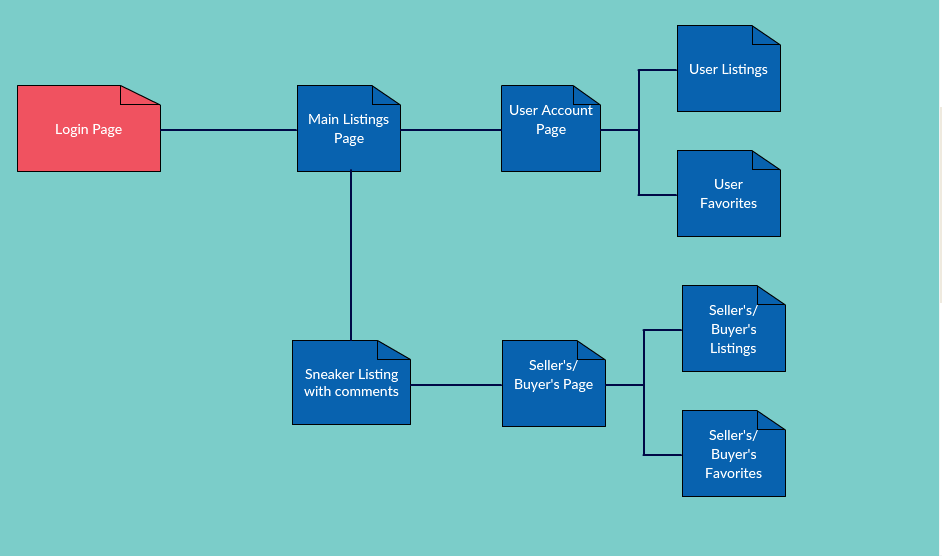 Login Page
Main Listings
Page
User Account
Page
User Listings
User
Favorites
Sneaker Listing
with comments
Seller's/
Buyer's Page
Seller's/
Buyer's
Listings
Seller's/
Buyer's
Favorites